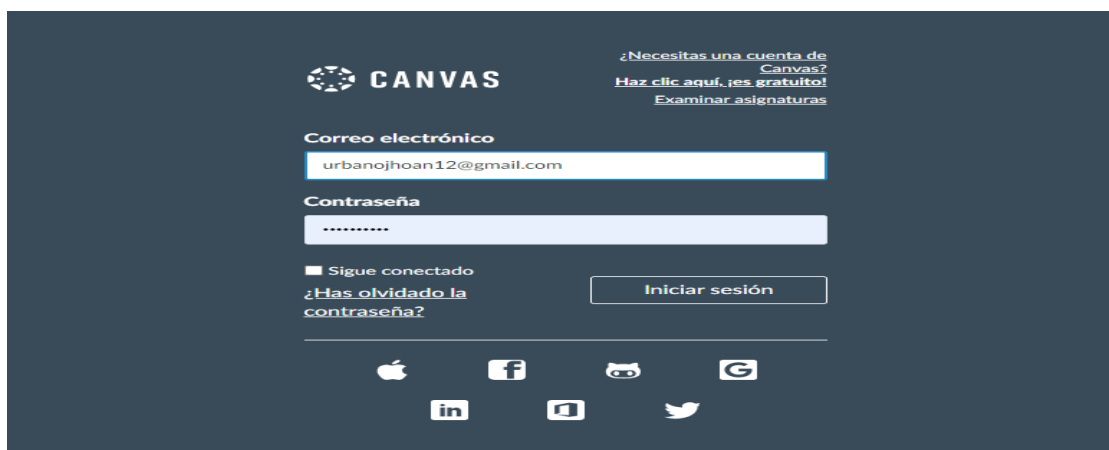 CANVAS
¿Necesitas una cuenta de
Canvas?
Haz clic aquí, ¡es gratuito!
Examinar asignaturas
Correo electrónico
urbanojhoan12@gmail.com
Contraseña
••••••••••
Sigue conectado
¿Has olvidado la
contraseña?
Iniciar sesión